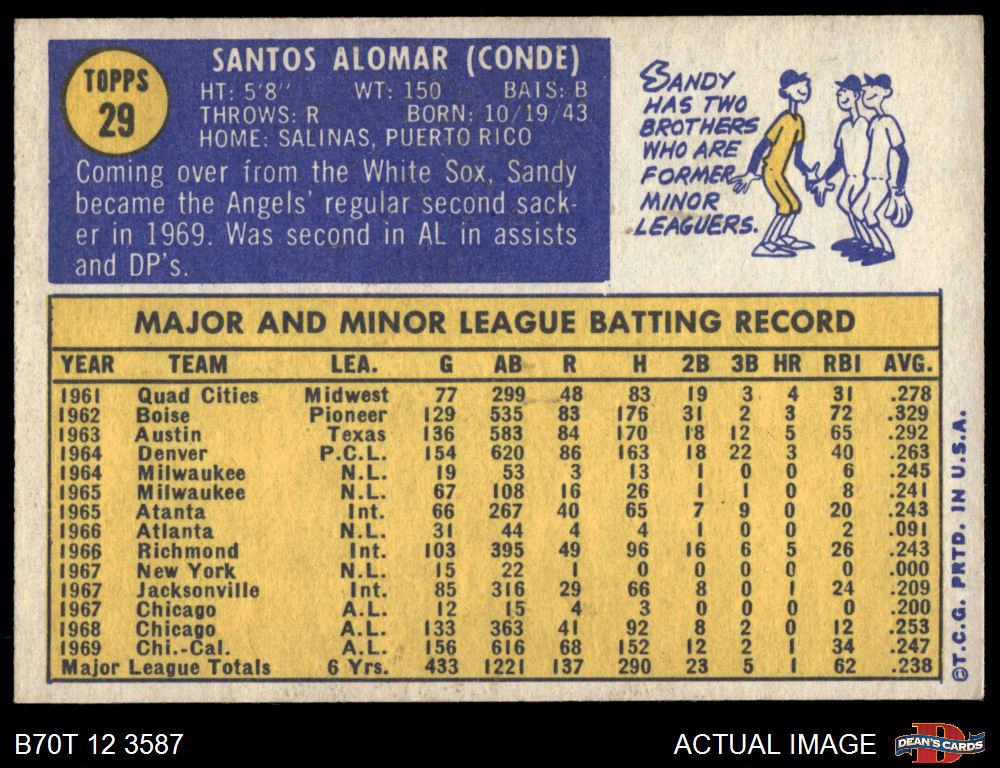 TOPPS
29
SANTOS ALOMAR (CONDE)
HT: 5'8" WT: 150 BATS: B
THROWS: R BORN: 10/19/43
HOME: SALINAS, PUERTO RICO
Coming over from the White Sox, Sandy
became the Angels' regular second sack-
er in 1969. Was second in AL in assists
and DP's.
SANDY
HAS TWO
BROTHERS
WHO ARE
FORMER
MINOR
LEAGUERS.
MAJOR AND MINOR LEAGUE BATTING RECORD
YEAR TEAM LEA. G AB R H 2B 3B HR RBI AVG.
1961 Quad Cities Midwest 77 299 48 83 19 3 4 31 .278
1962 Boise Pioneer 129 535 83 176 31 2 3 72 .329
1963 Austin Texas 136 583 84 170 18 12 5 65 .292
1964 Denver P.C.L. 154 620 86 163 18 22 3 40 .263
1964 Milwaukee N.L. 19 53 3 13 1 0 0 6 .245
1965 Milwaukee N.L. 67 108 16 26 1 1 0 8 .241
1965 Atanta Int. 66 267 40 65 7 9 0 20 .243
1966 Atlanta N.L. 31 44 4 4 1 0 0 2 .091
1966 Richmond Int. 103 395 49 96 16 6 5 26 .243
1967 New York N.L. 15 22 1 0 0 0 0 0 .000
1967 Jacksonville Int. 85 316 29 66 8 0 1 24 .209
1967 Chicago A.L. 12 15 4 3 0 0 0 0 .200
1968 Chicago A.L. 133 363 41 92 8 2 0 12 .253
1969 Chi.-Cal. A.L. 156 616 68 152 12 2 1 34 .247
Major League Totals 6 Yrs. 433 1221 137 290 23 5 1 62 .238
©T.C.G. PRTD. IN U.S.A.
B70T 12 3587
ACTUAL IMAGE
D
DEAN'S CARDS